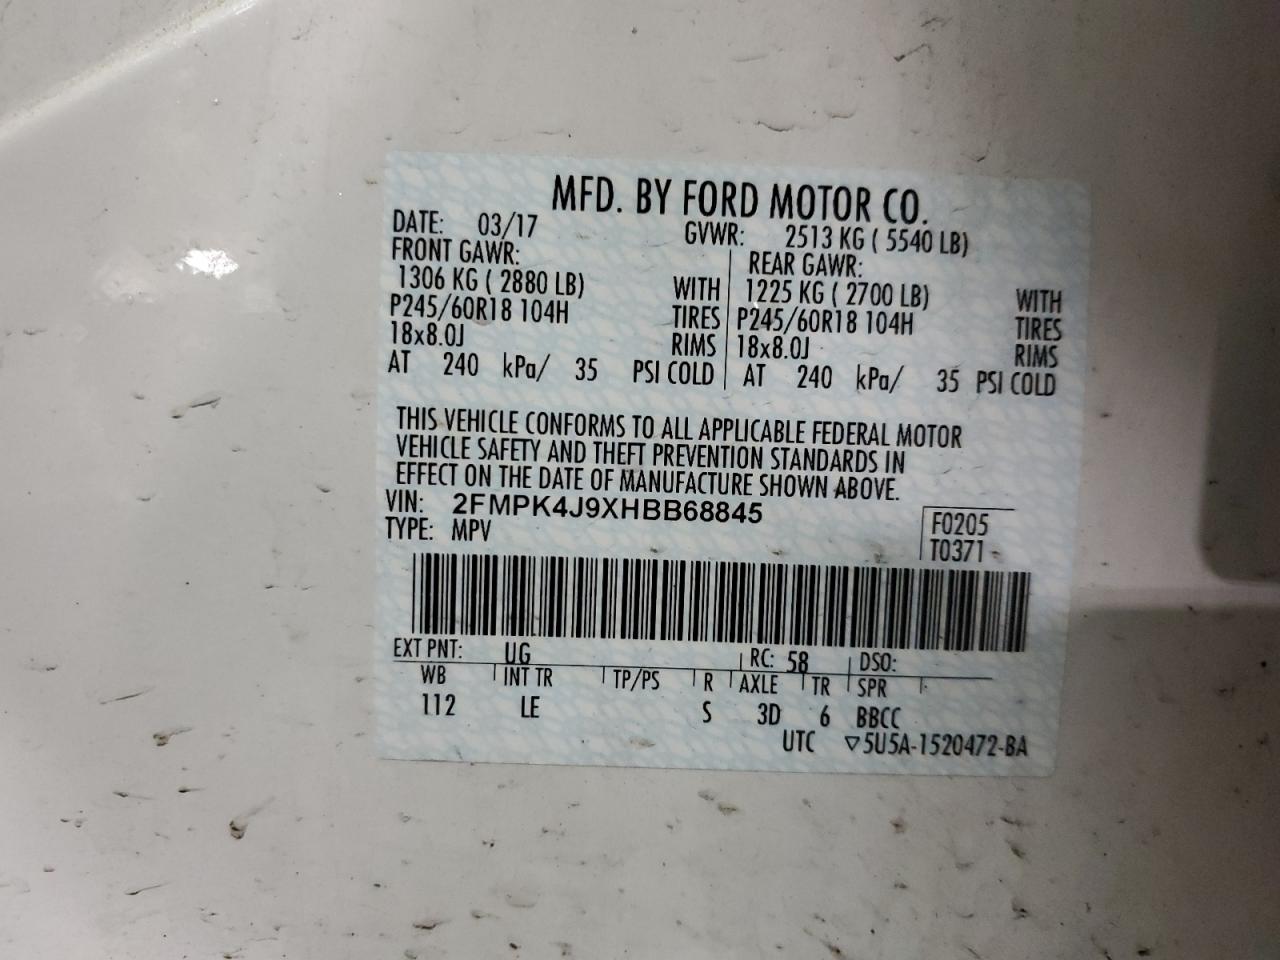 MFD. BY FORD MOTOR CO.
DATE: 03/17 GVWR: 2513 KG ( 5540 LB)
FRONT GAWR: REAR GAWR:
1306 KG ( 2880 LB) WITH 1225 KG ( 2700 LB) WITH
P245/60R18 104H TIRES P245/60R18 104H TIRES
18x8.0J RIMS 18x8.0J RIMS
AT 240 kPa/ 35 PSI COLD AT 240 kPa/ 35 PSI COLD
THIS VEHICLE CONFORMS TO ALL APPLICABLE FEDERAL MOTOR
VEHICLE SAFETY AND THEFT PREVENTION STANDARDS IN
EFFECT ON THE DATE OF MANUFACTURE SHOWN ABOVE.
VIN: 2FMPK4J9XHBB68845 F0205
TYPE: MPV T0371
EXT PNT: UG RC: 58 DSO:
WB INT TR TP/PS R AXLE TR SPR
112 LE S 3D 6 BBCC
UTC ▽5U5A-1520472-BA